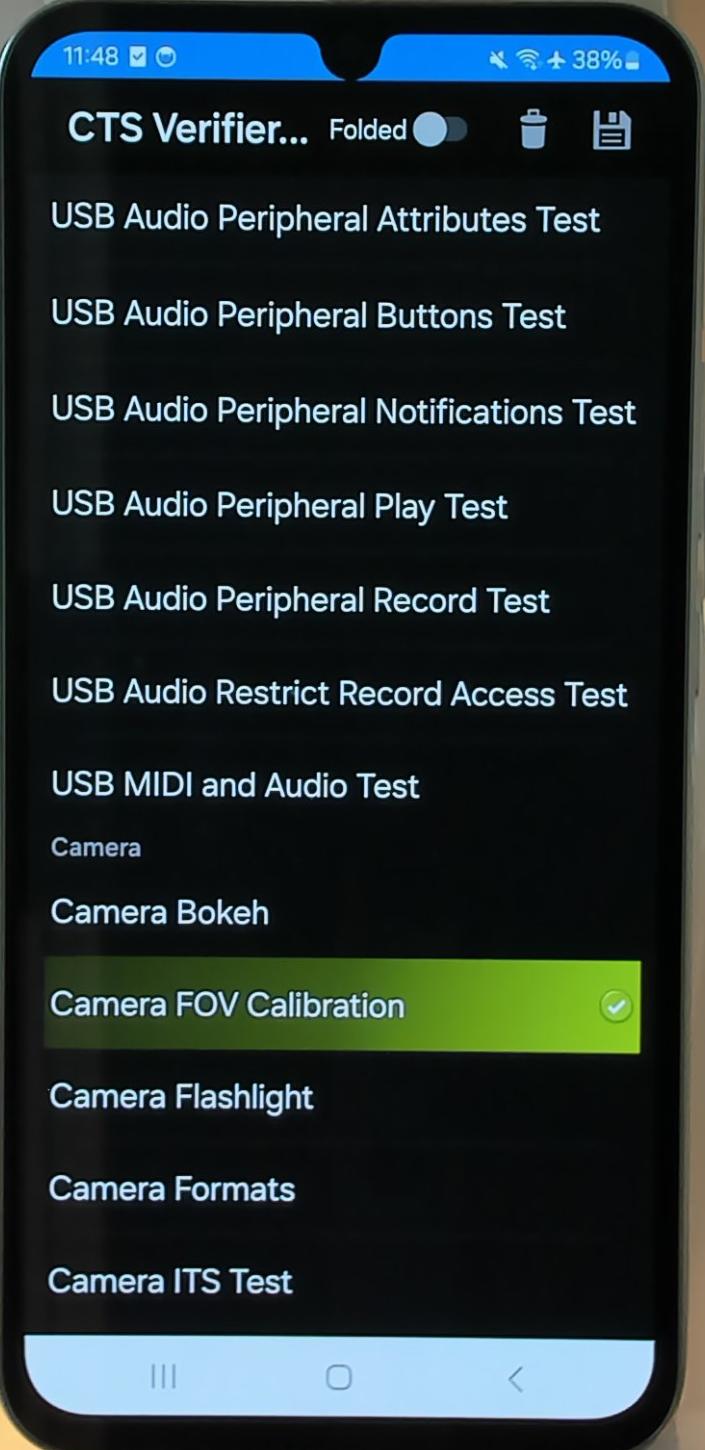 11:48 38%
CTS Verifier... Folded
USB Audio Peripheral Attributes Test
USB Audio Peripheral Buttons Test
USB Audio Peripheral Notifications Test
USB Audio Peripheral Play Test
USB Audio Peripheral Record Test
USB Audio Restrict Record Access Test
USB MIDI and Audio Test
Camera
Camera Bokeh
Camera FOV Calibration
Camera Flashlight
Camera Formats
Camera ITS Test